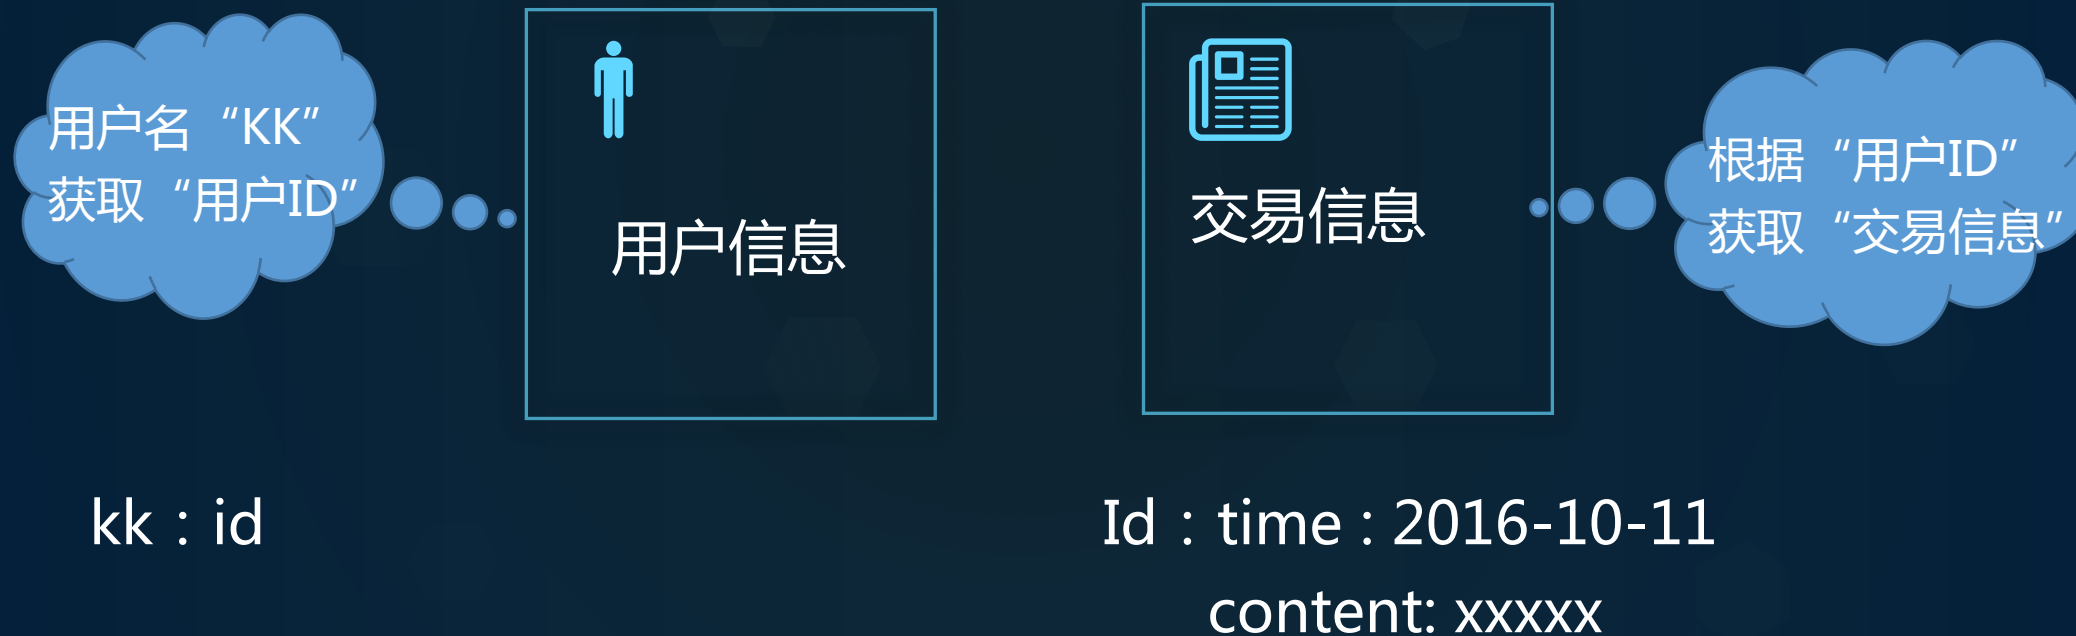 用户名“KK”
获取“用户ID”
用户信息
交易信息
根据“用户ID”
获取“交易信息”
kk：id
Id：time：2016-10-11
content: xxxxx